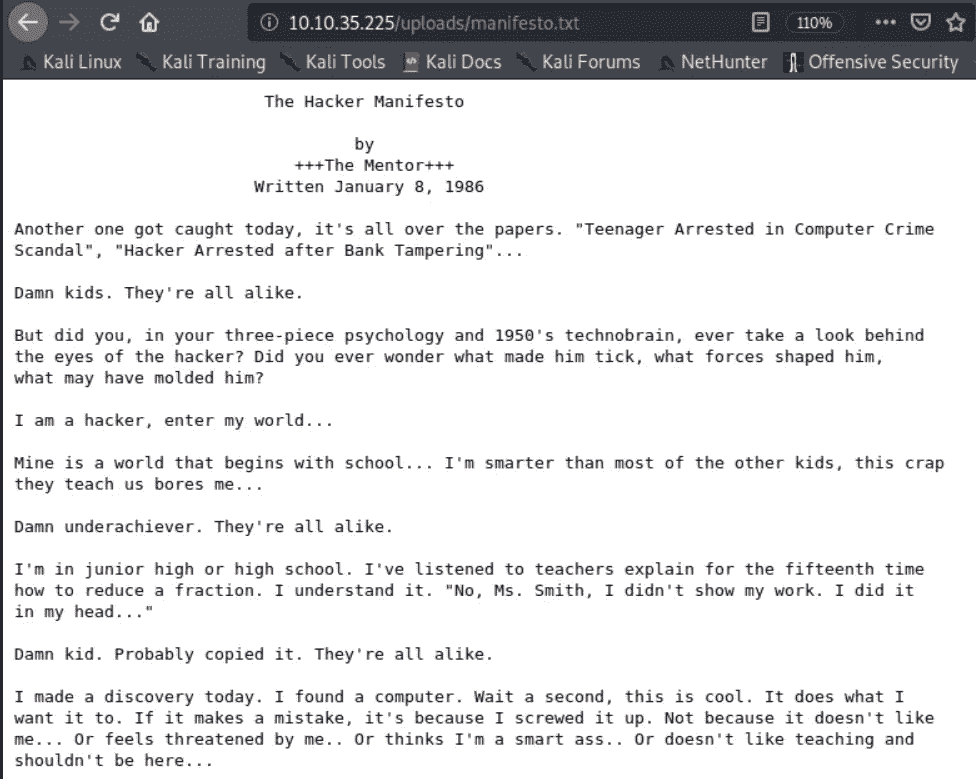 10.10.35.225/uploads/manifesto.txt 110%
Kali Linux Kali Training Kali Tools Kali Docs Kali Forums NetHunter Offensive Security
The Hacker Manifesto
by
+++The Mentor+++
Written January 8, 1986
Another one got caught today, it's all over the papers. "Teenager Arrested in Computer Crime
Scandal", "Hacker Arrested after Bank Tampering"...
Damn kids. They're all alike.
But did you, in your three-piece psychology and 1950's technobrain, ever take a look behind
the eyes of the hacker? Did you ever wonder what made him tick, what forces shaped him,
what may have molded him?
I am a hacker, enter my world...
Mine is a world that begins with school... I'm smarter than most of the other kids, this crap
they teach us bores me...
Damn underachiever. They're all alike.
I'm in junior high or high school. I've listened to teachers explain for the fifteenth time
how to reduce a fraction. I understand it. "No, Ms. Smith, I didn't show my work. I did it
in my head..."
Damn kid. Probably copied it. They're all alike.
I made a discovery today. I found a computer. Wait a second, this is cool. It does what I
want it to. If it makes a mistake, it's because I screwed it up. Not because it doesn't like
me... Or feels threatened by me.. Or thinks I'm a smart ass.. Or doesn't like teaching and
shouldn't be here...